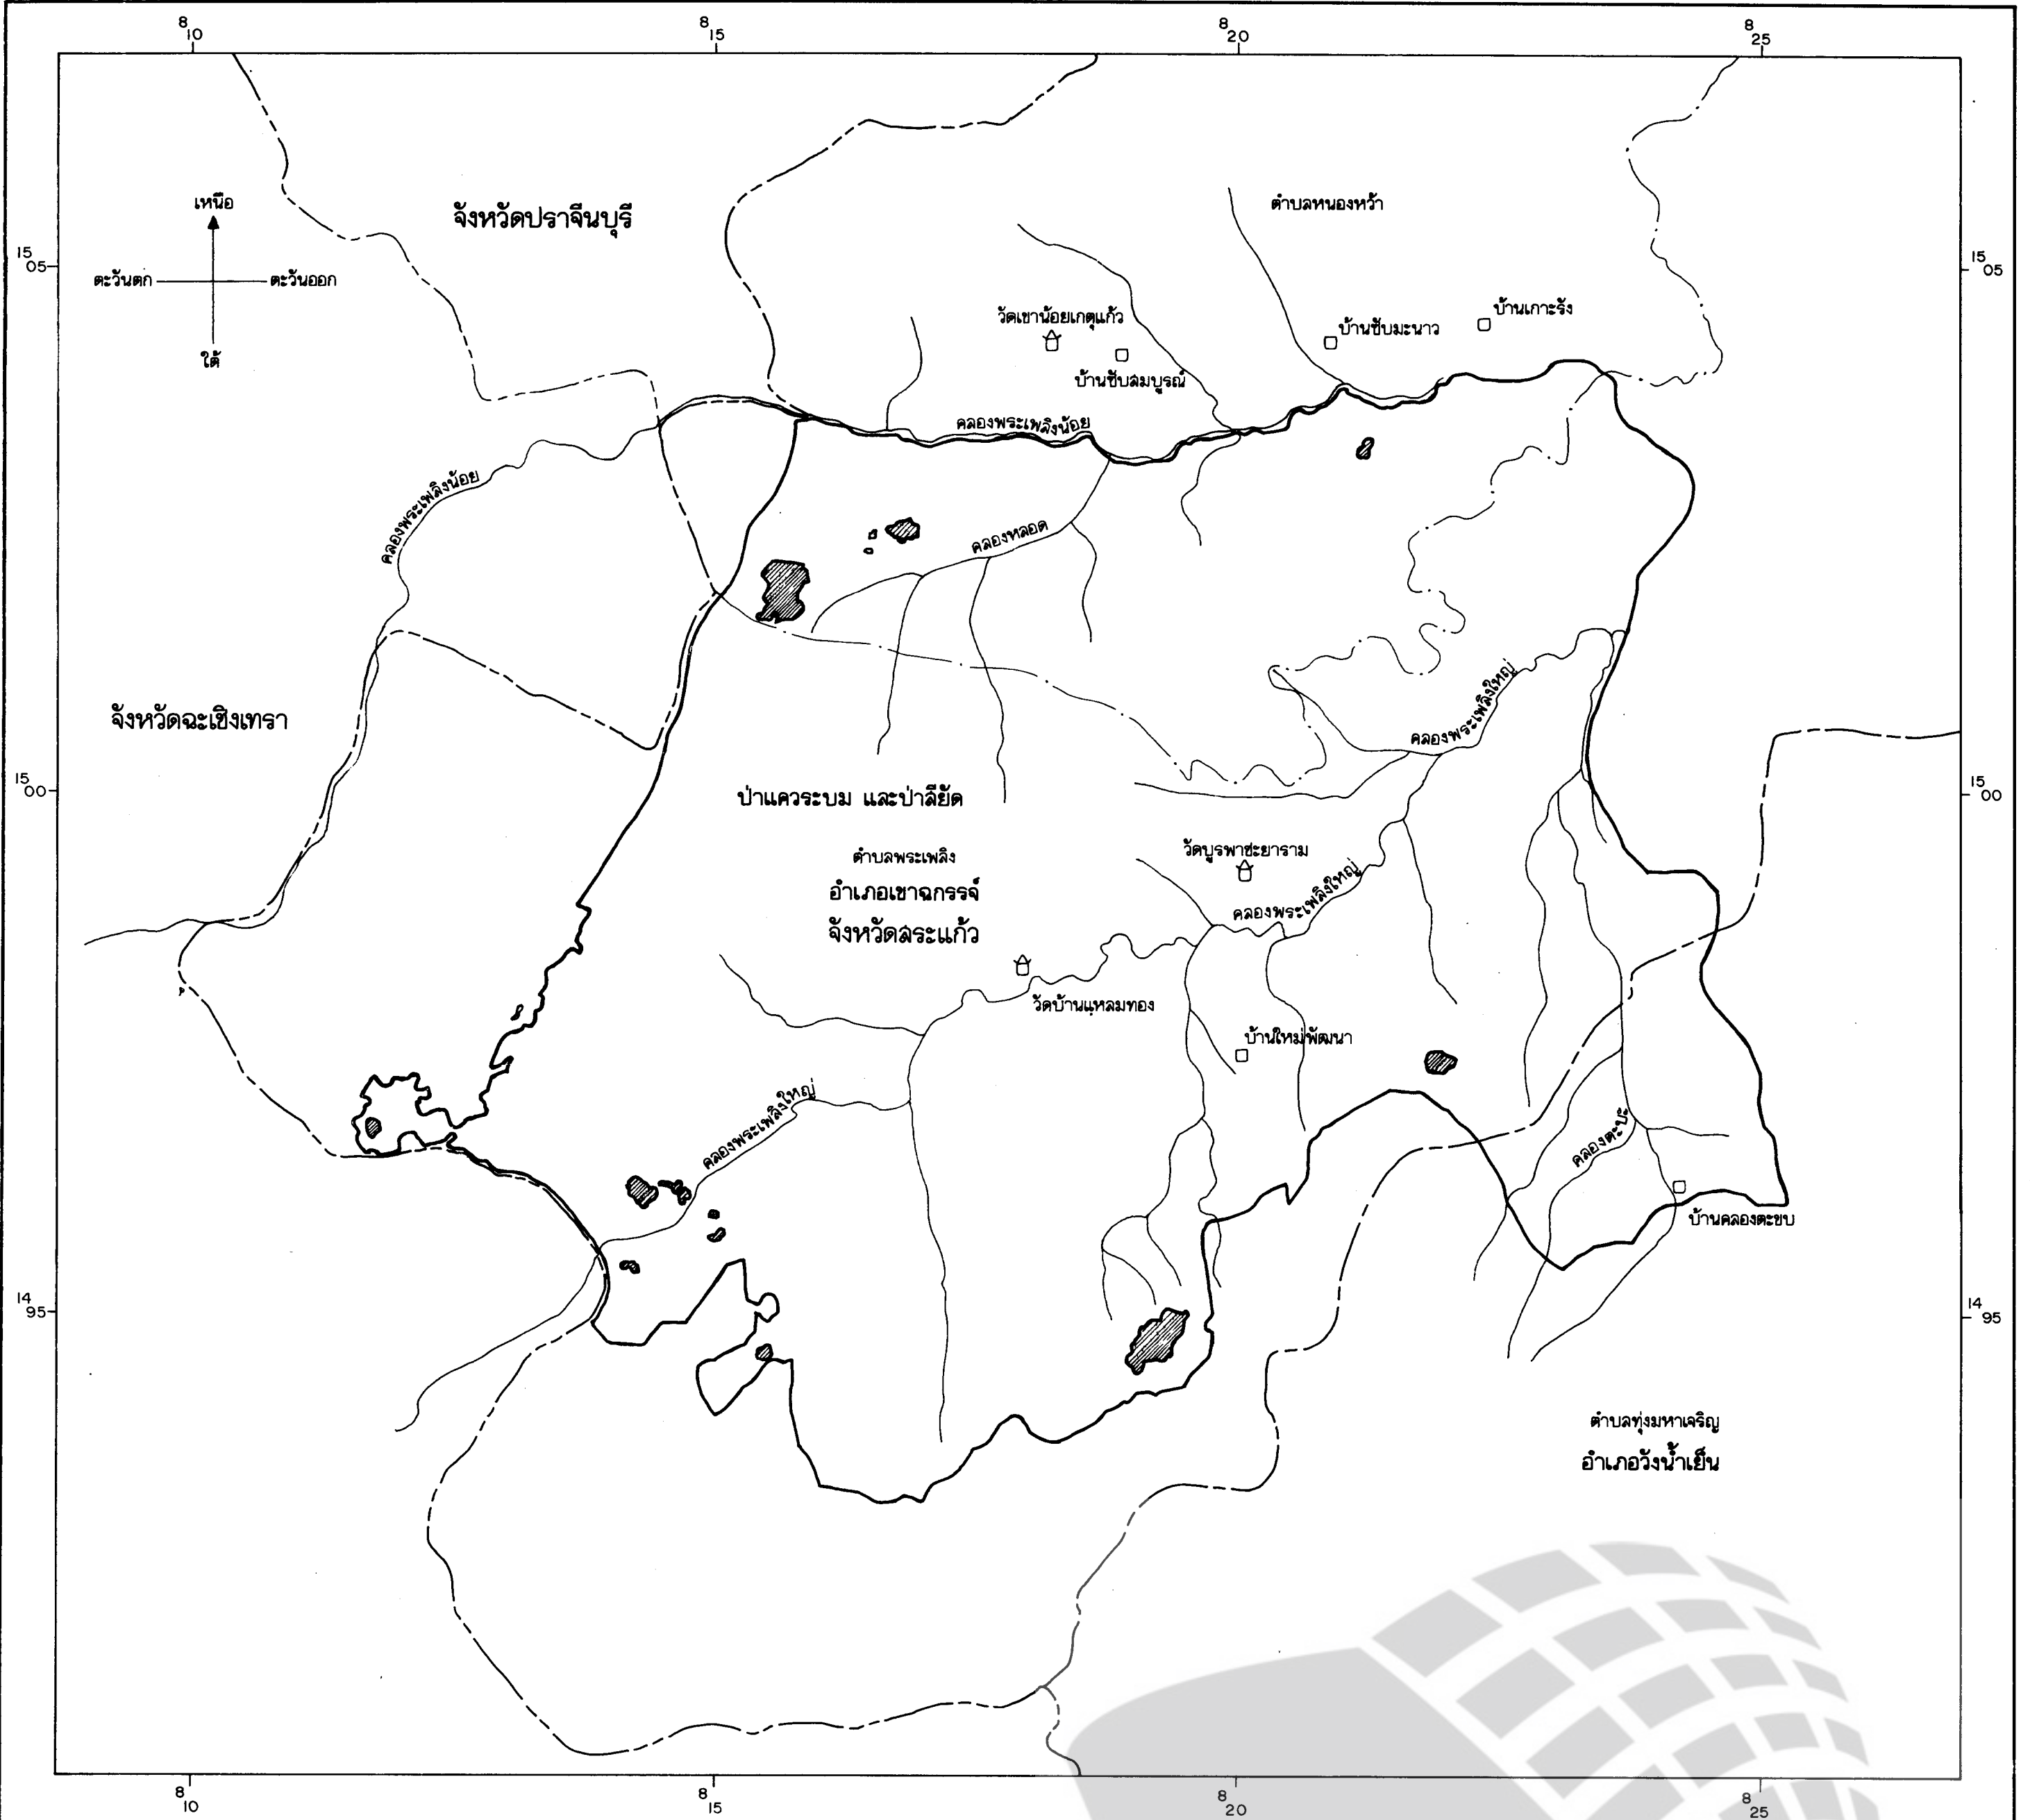 8 10
8 15
8 20
8 25
เหนือ
ตะวันตก
ตะวันออก
ใต้
จังหวัดปราจีนบุรี
ตำบลหนองหว้า
15 05
15 05
วัดเขาน้อยเกตุแก้ว
บ้านซับสมบูรณ์
บ้านซับมะนาว
บ้านเกาะรัง
คลองพระเพลิงน้อย
คลองพระเพลิงน้อย
คลองหลอด
จังหวัดฉะเชิงเทรา
คลองพระเพลิงใหญ่
15 00
15 00
ป่าแควระบม และป่าสียัด
ตำบลพระเพลิง
อำเภอเขาฉกรรจ์
จังหวัดสระแก้ว
วัดบูรพาชะยาราม
คลองพระเพลิงใหญ่
วัดบ้านแหลมทอง
บ้านใหม่พัฒนา
คลองพระเพลิงใหญ่
บ้านคลองตะขบ
14 95
14 95
ตำบลทุ่งมหาเจริญ
อำเภอวังน้ำเย็น
8 10
8 15
8 20
8 25